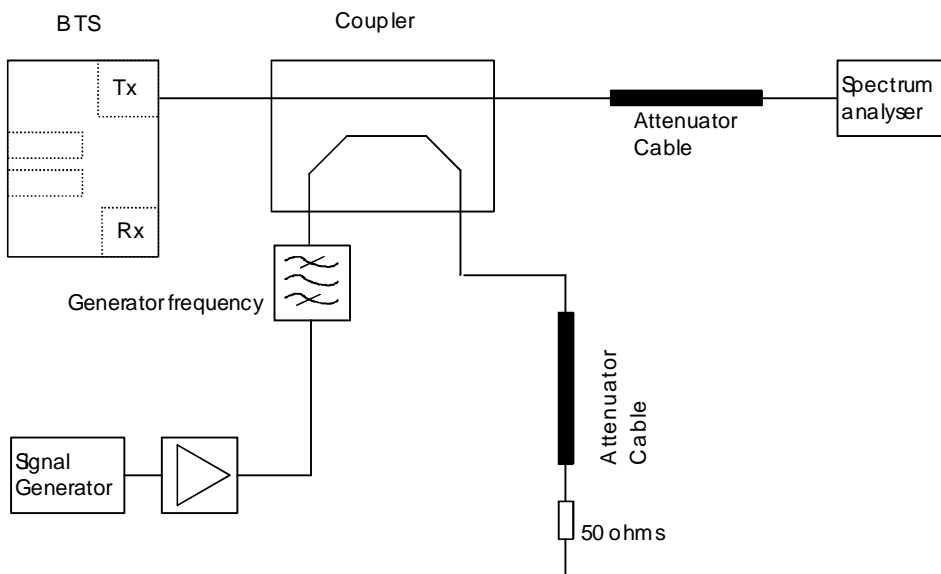 BTS
Coupler
Tx
Spectrum
analyser
Attenuator
Cable
Rx
Generator frequency
Attenuator
Cable
Signal
Generator
50 ohms